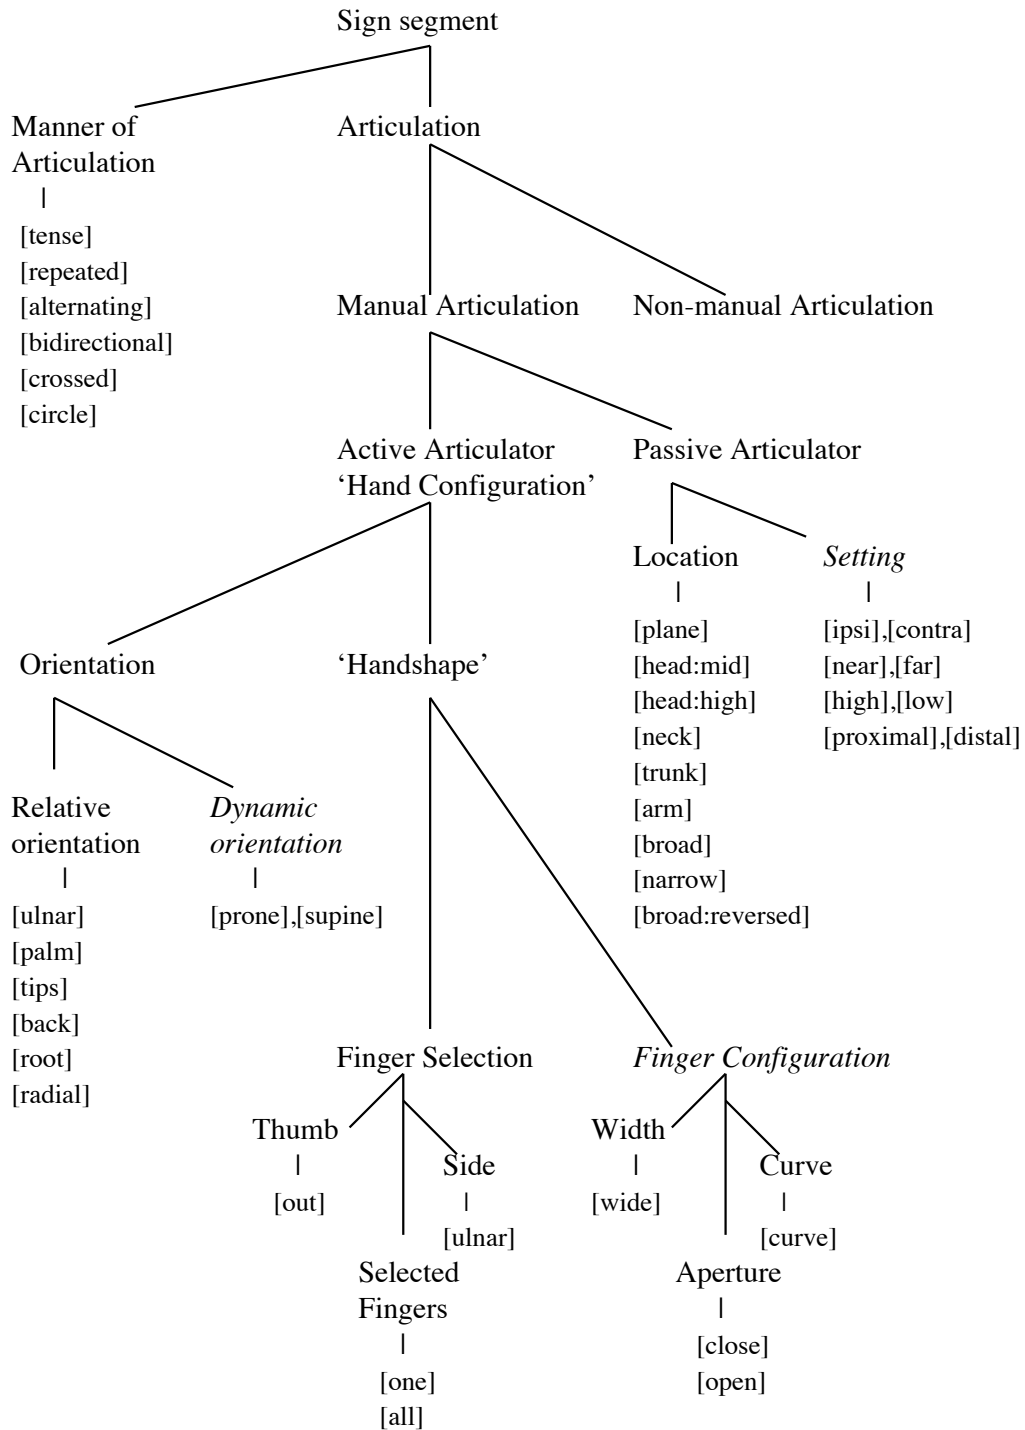 Sign segment
Manner of
Articulation
[tense]
[repeated]
[alternating]
[bidirectional]
[crossed]
[circle]
Articulation
Manual Articulation
Non-manual Articulation
Active Articulator
‘Hand Configuration’
Passive Articulator
Location
[plane]
[head:mid]
[head:high]
[neck]
[trunk]
[arm]
[broad]
[narrow]
[broad:reversed]
Setting
[ipsi],[contra]
[near],[far]
[high],[low]
[proximal],[distal]
Orientation
‘Handshape’
Relative
orientation
[ulnar]
[palm]
[tips]
[back]
[root]
[radial]
Dynamic
orientation
[prone],[supine]
Finger Selection
Thumb
[out]
Side
[ulnar]
Selected
Fingers
[one]
[all]
Finger Configuration
Width
[wide]
Curve
[curve]
Aperture
[close]
[open]